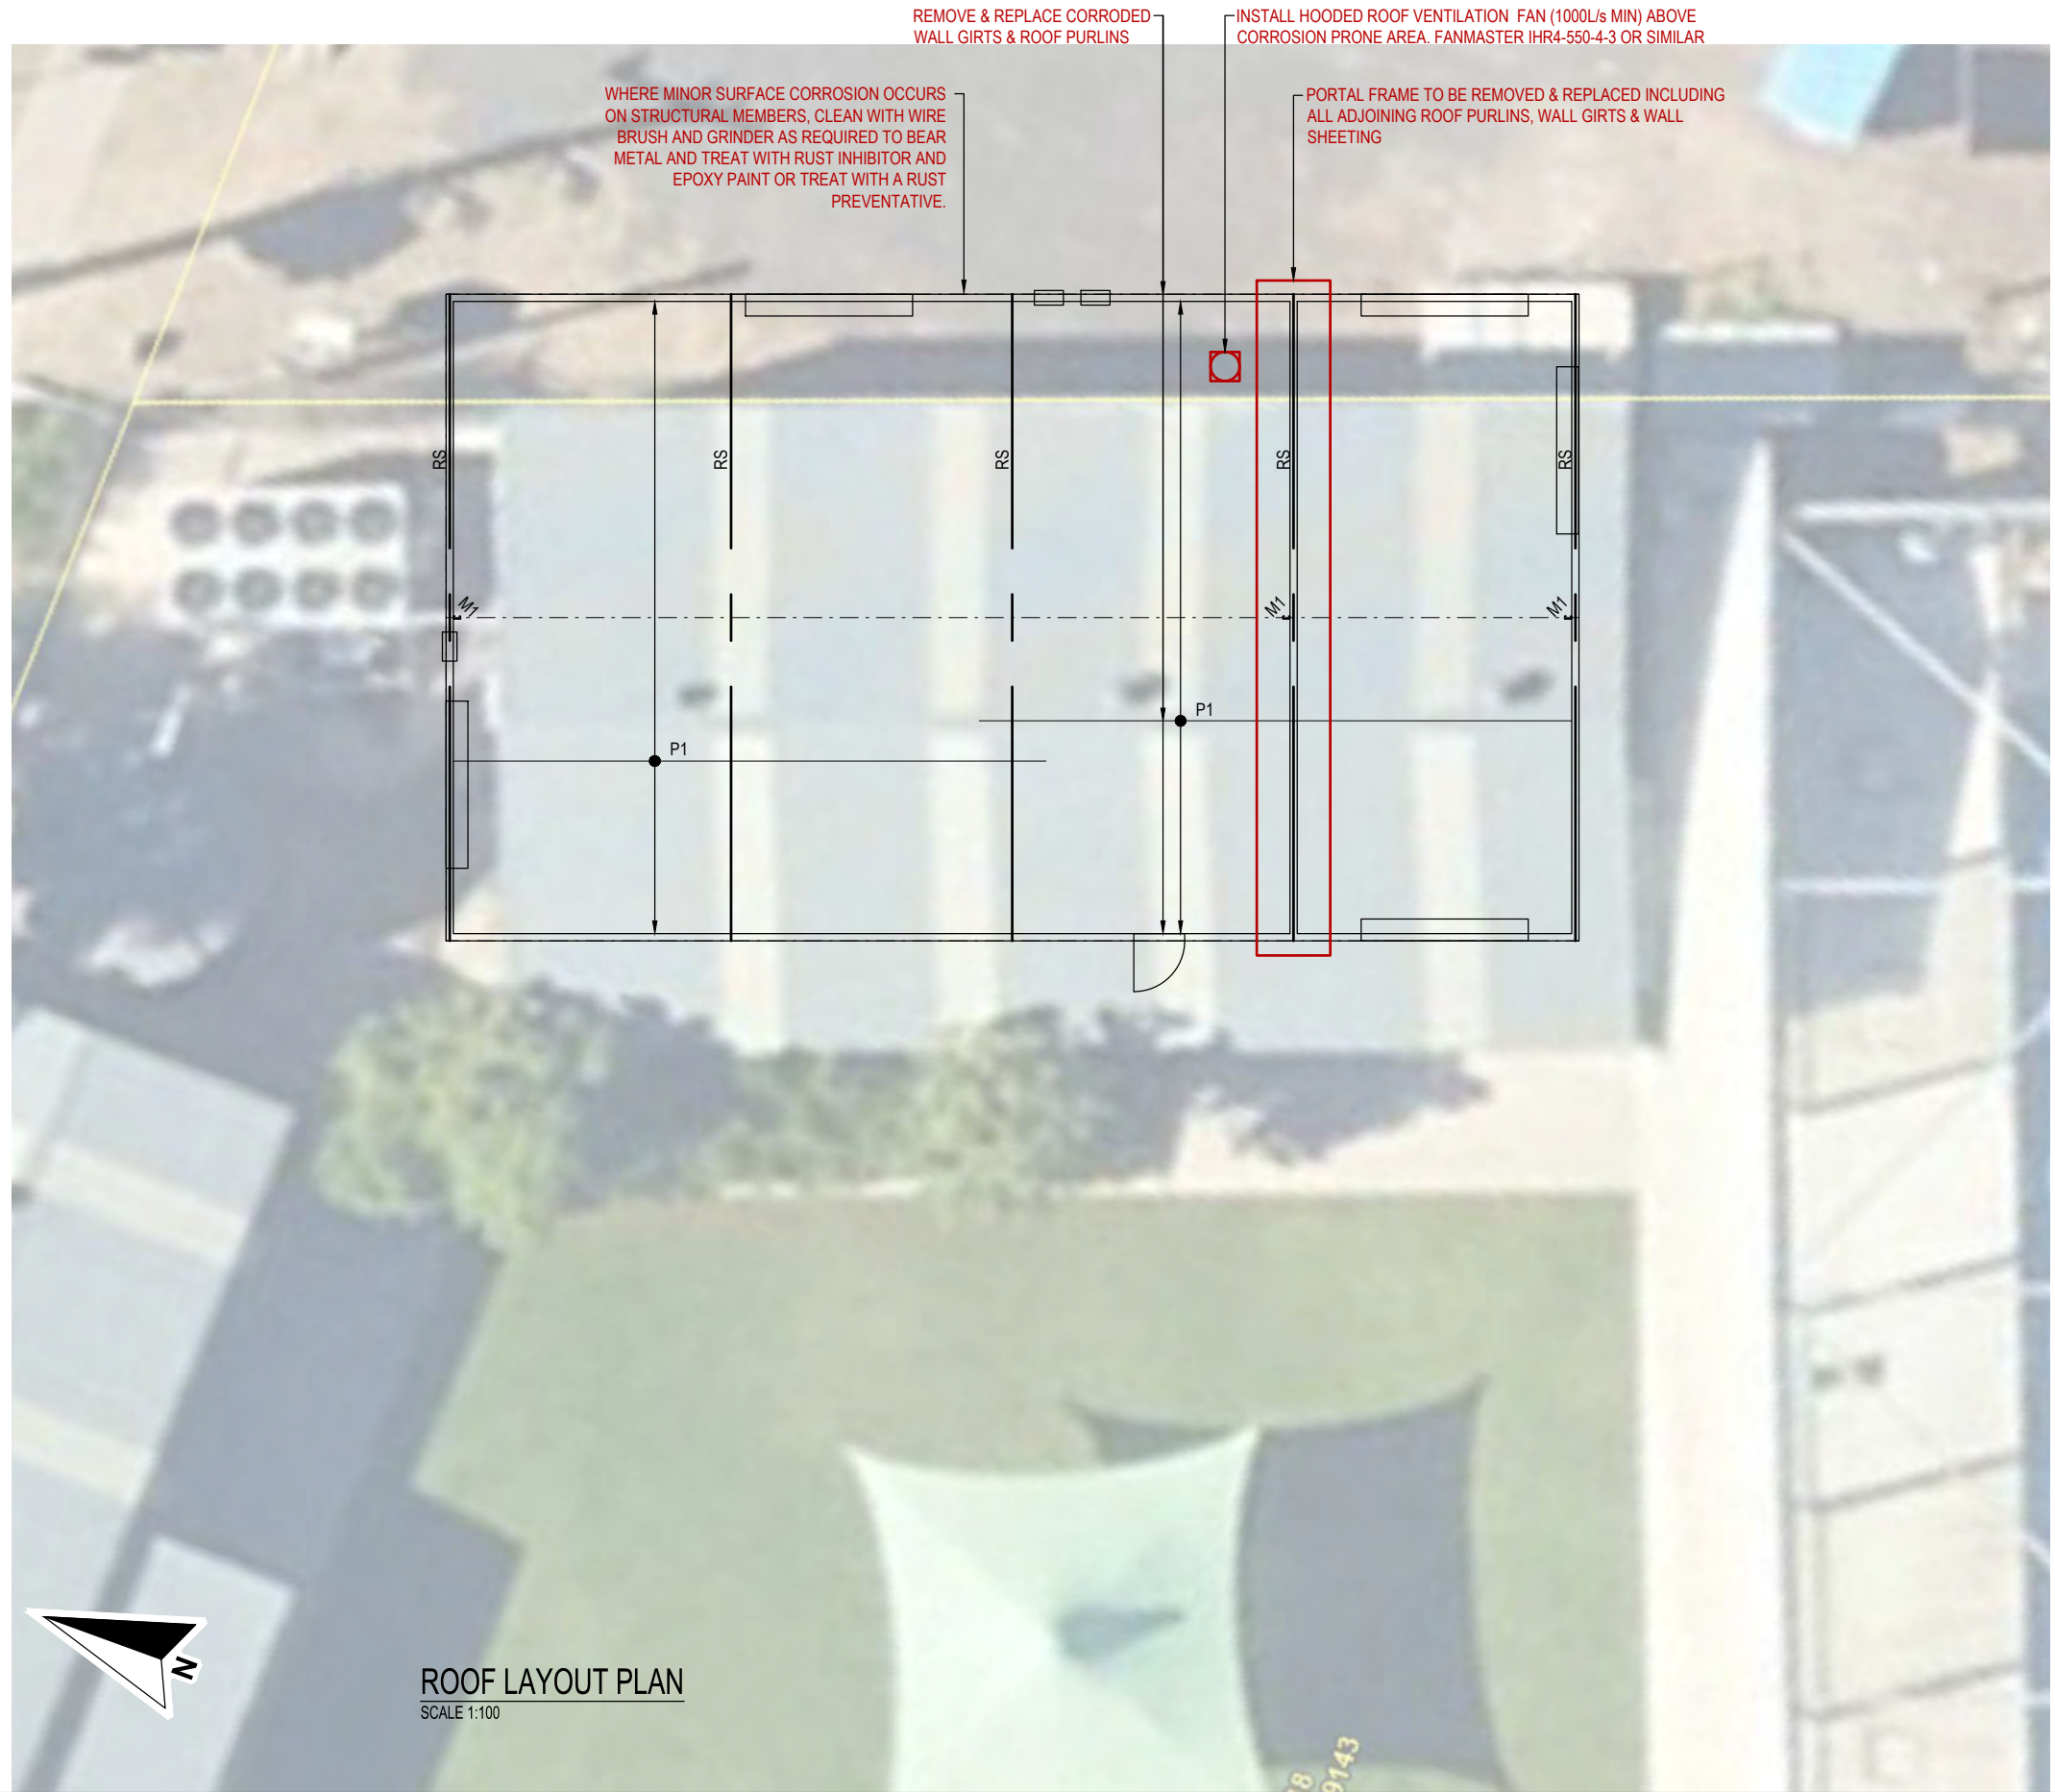 REMOVE & REPLACE CORRODED
WALL GIRTS & ROOF PURLINS
INSTALL HOODED ROOF VENTILATION FAN (1000L/s MIN) ABOVE
CORROSION PRONE AREA. FANMASTER IHR4-550-4-3 OR SIMILAR
WHERE MINOR SURFACE CORROSION OCCURS
ON STRUCTURAL MEMBERS, CLEAN WITH WIRE
BRUSH AND GRINDER AS REQUIRED TO BEAR
METAL AND TREAT WITH RUST INHIBITOR AND
EPOXY PAINT OR TREAT WITH A RUST
PREVENTATIVE.
PORTAL FRAME TO BE REMOVED & REPLACED INCLUDING
ALL ADJOINING ROOF PURLINS, WALL GIRTS & WALL
SHEETING
RS
RS
RS
RS
RS
M1
M1
M1
P1
P1
N
ROOF LAYOUT PLAN
SCALE 1:100
9143